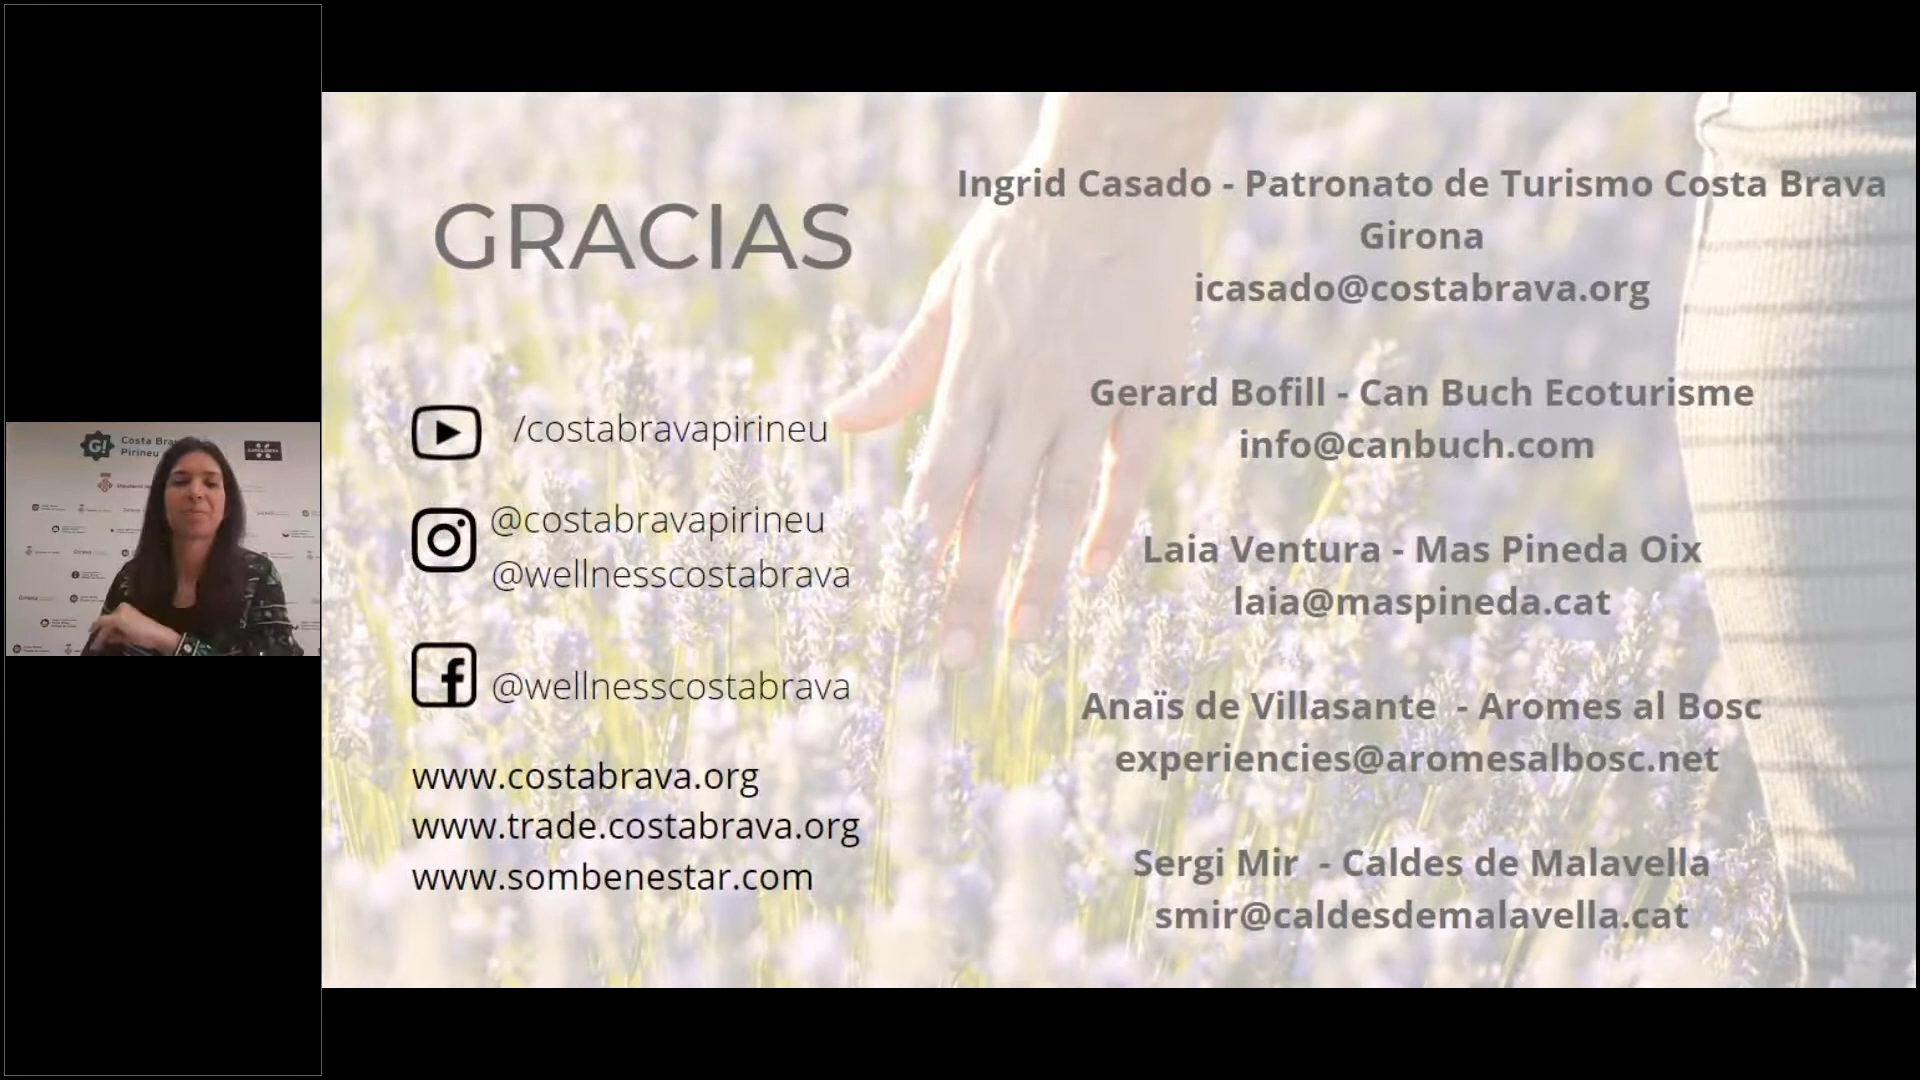 GRACIAS
/costabravapirineu
@costabravapirineu
@wellnesscostabrava
@wellnesscostabrava
www.costabrava.org
www.trade.costabrava.org
www.sombenestar.com
Ingrid Casado - Patronato de Turismo Costa Brava
Girona
icasado@costabrava.org
Gerard Bofill - Can Buch Ecoturisme
info@canbuch.com
Laia Ventura - Mas Pineda Oix
laia@maspineda.cat
Anaïs de Villasante - Aromes al Bosc
experiencies@aromesalbosc.net
Sergi Mir - Caldes de Malavella
smir@caldesdemalavella.cat
G!
Costa
Pirineu